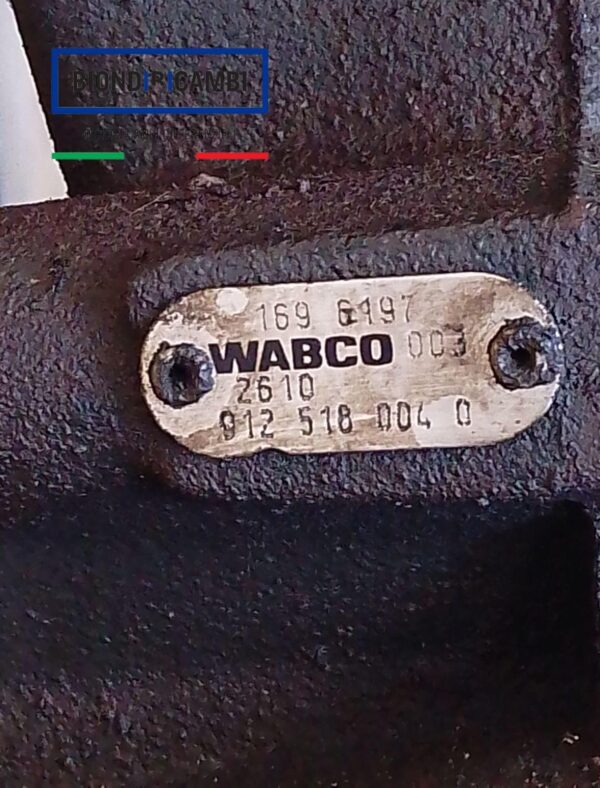 BIONDI RICAMBI
169 6197
WABCO 003
2610
912 518 004 0